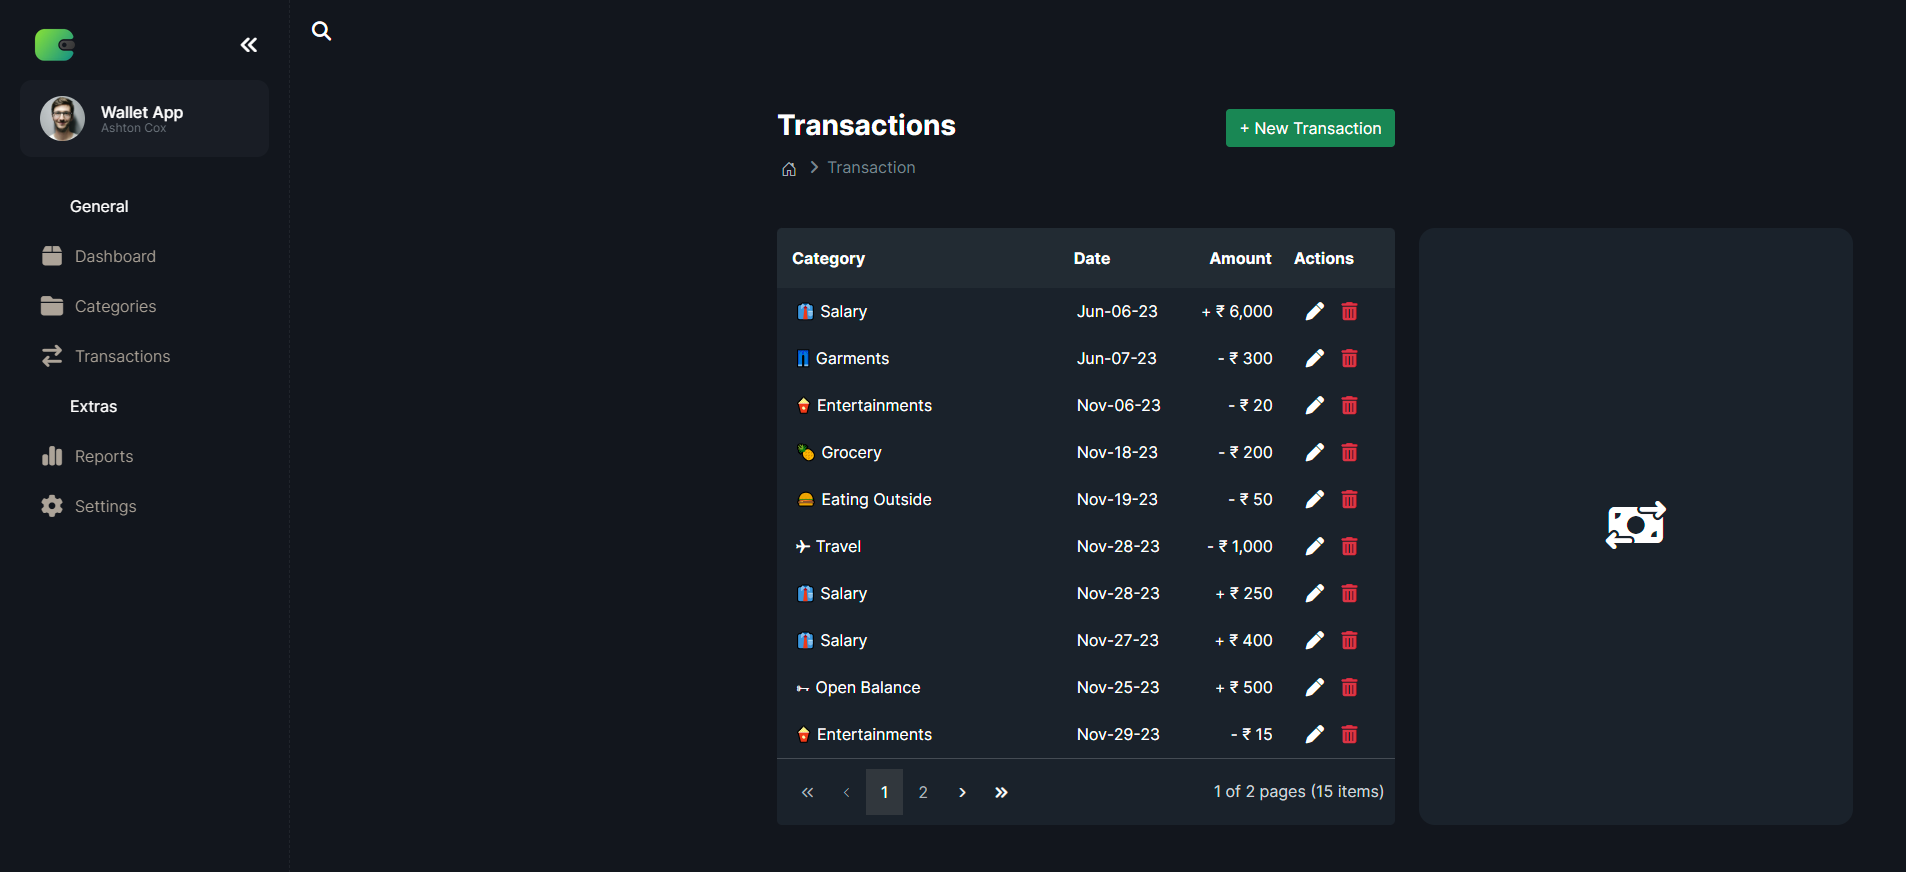 Wallet App
Ashton Cox
General
Dashboard
Categories
Transactions
Extras
Reports
Settings
Transactions
+ New Transaction
Transaction
Category Date Amount Actions
Salary Jun-06-23 + ₹ 6,000
Garments Jun-07-23 - ₹ 300
Entertainments Nov-06-23 - ₹ 20
Grocery Nov-18-23 - ₹ 200
Eating Outside Nov-19-23 - ₹ 50
Travel Nov-28-23 - ₹ 1,000
Salary Nov-28-23 + ₹ 250
Salary Nov-27-23 + ₹ 400
Open Balance Nov-25-23 + ₹ 500
Entertainments Nov-29-23 - ₹ 15
1 2 1 of 2 pages (15 items)